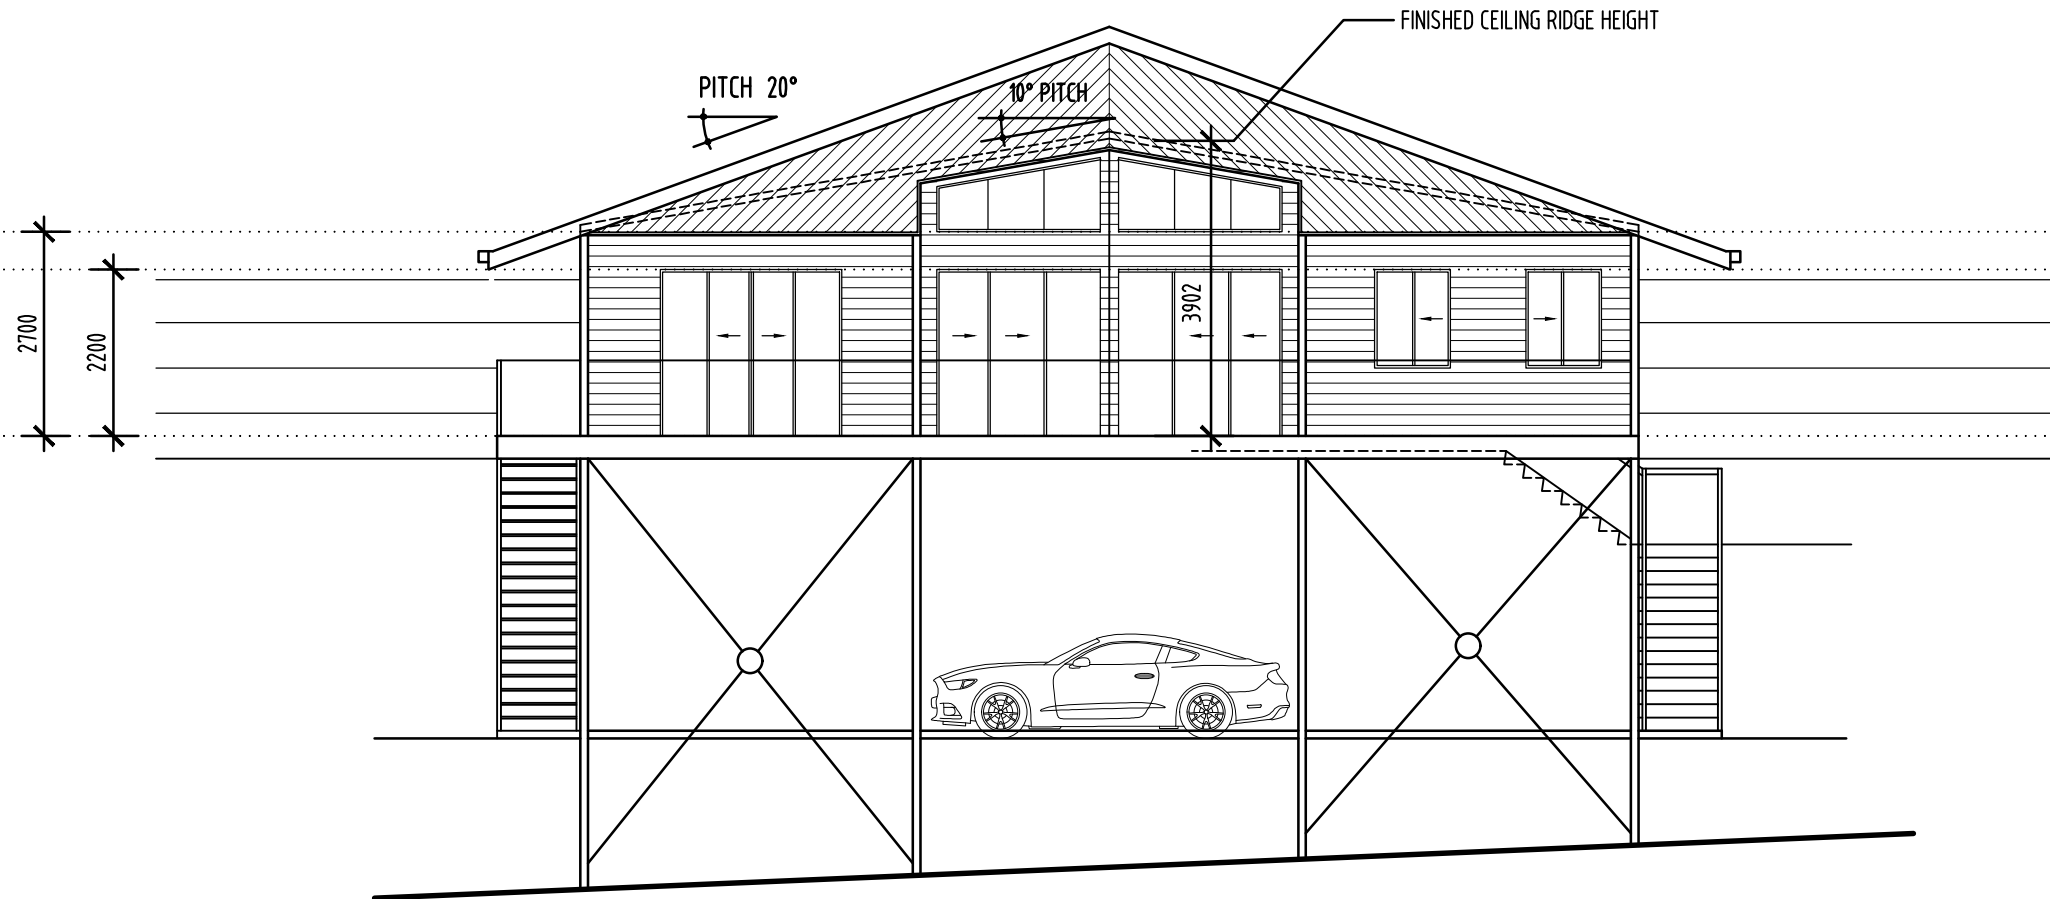 FINISHED CEILING RIDGE HEIGHT
PITCH 20°
10° PITCH
2700
2200
3902